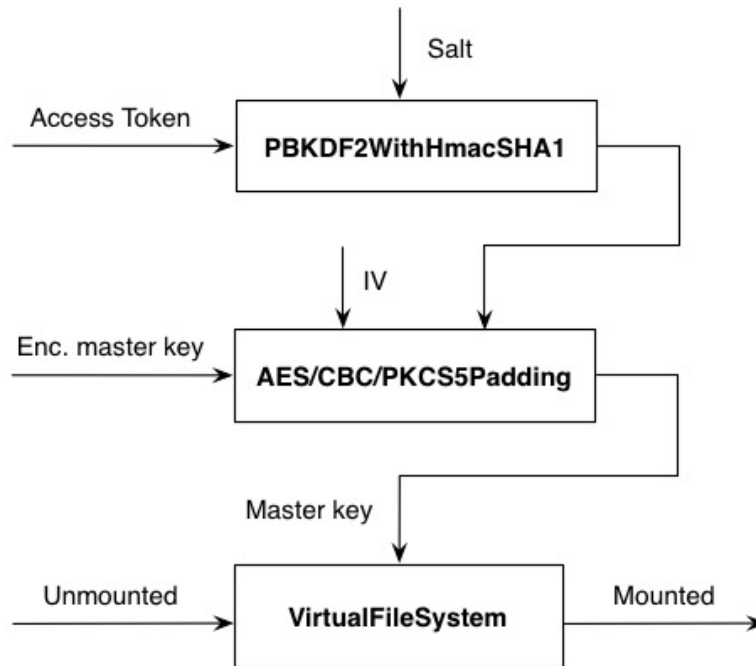 Salt
Access Token
PBKDF2WithHmacSHA1
IV
Enc. master key
AES/CBC/PKCS5Padding
Master key
Unmounted
VirtualFileSystem
Mounted